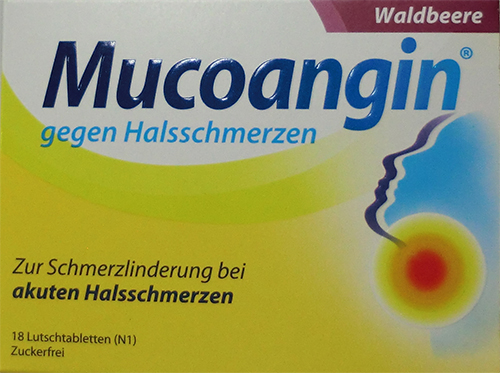 Waldbeere
Mucoangin®
gegen Halsschmerzen
Zur Schmerzlinderung bei
akuten Halsschmerzen
18 Lutschtabletten (N1)
Zuckerfrei